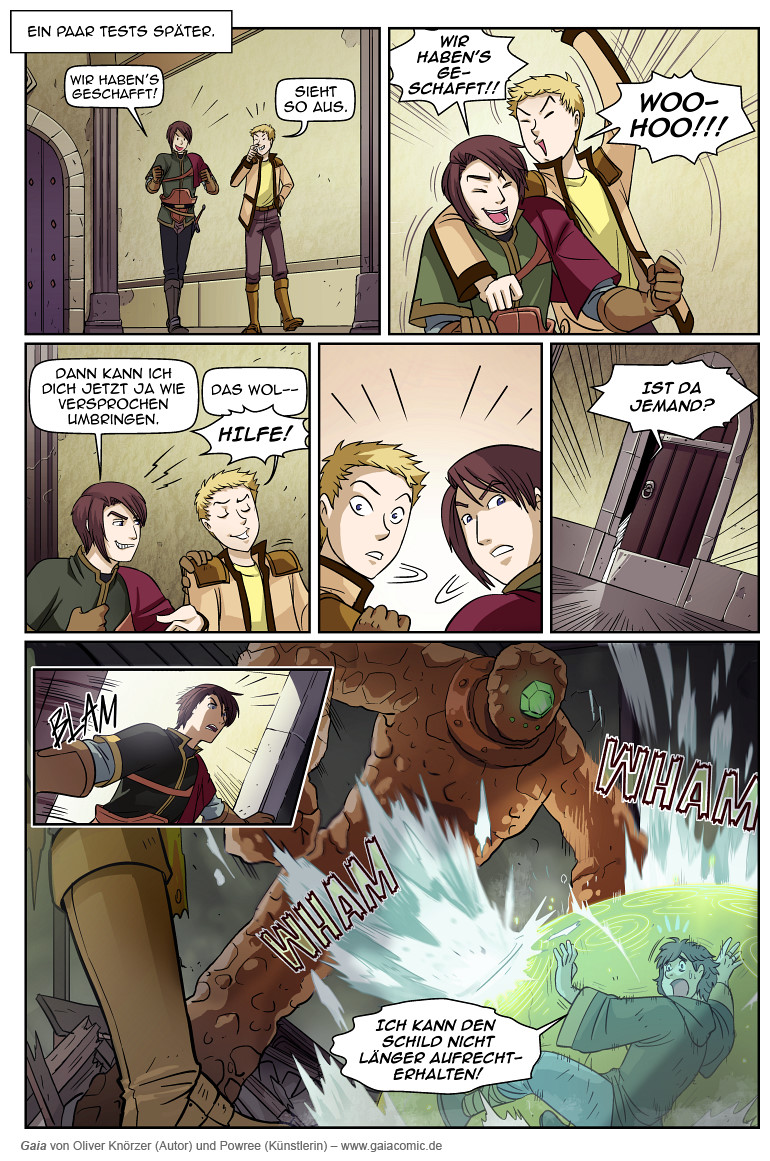 EIN PAAR TESTS SPÄTER.
WIR HABEN'S
GESCHAFFT!
SIEHT
SO AUS.
WIR
HABEN'S
GE-
SCHAFFT!!
WOO-
HOO!!!
DANN KANN ICH
DICH JETZT JA WIE
VERSPROCHEN
UMBRINGEN.
DAS WOL--
HILFE!
IST DA
JEMAND?
BLAM
WHAM
WHAM
ICH KANN DEN
SCHILD NICHT
LÄNGER AUFRECHT-
ERHALTEN!
Gaia von Oliver Knörzer (Autor) und Powree (Künstlerin) – www.gaiacomic.de